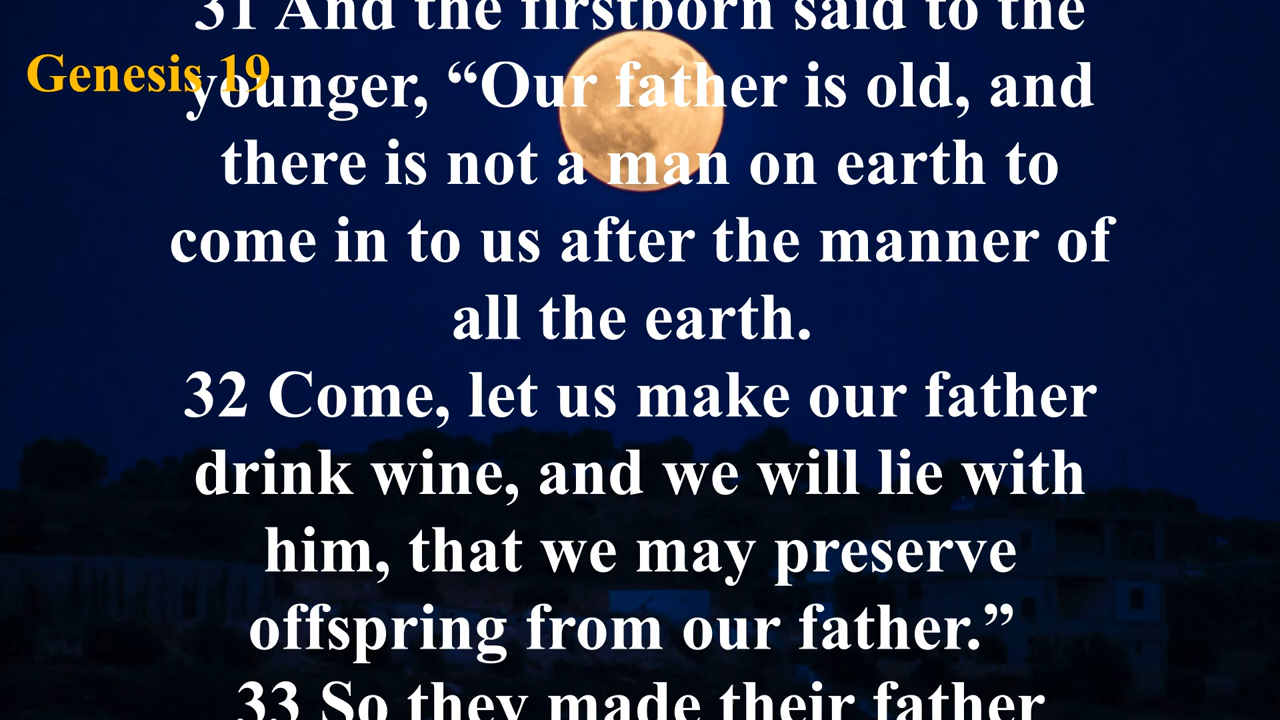 31 And the firstborn said to the
Genesis 19
younger, “Our father is old, and
there is not a man on earth to
come in to us after the manner of
all the earth.
32 Come, let us make our father
drink wine, and we will lie with
him, that we may preserve
offspring from our father.”
33 So they made their father